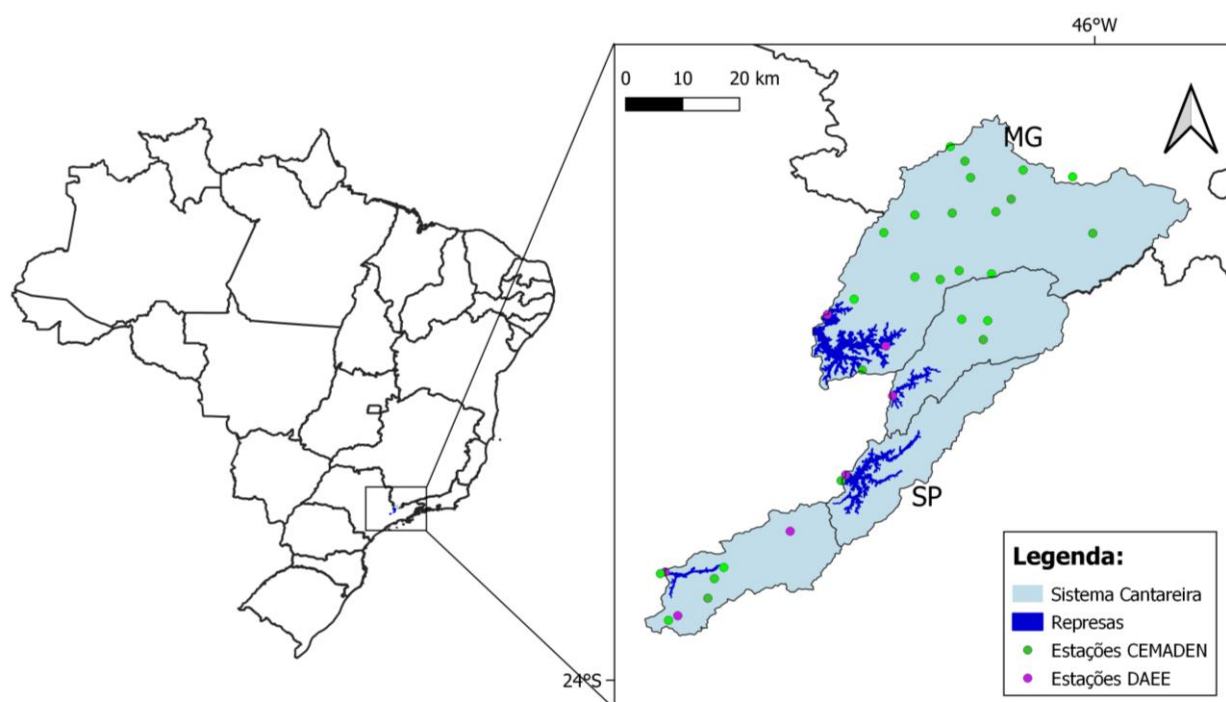 46°W
0 10 20 km
MG
SP
24°S
Legenda:
Sistema Cantareira
Represas
Estações CEMADEN
Estações DAEE